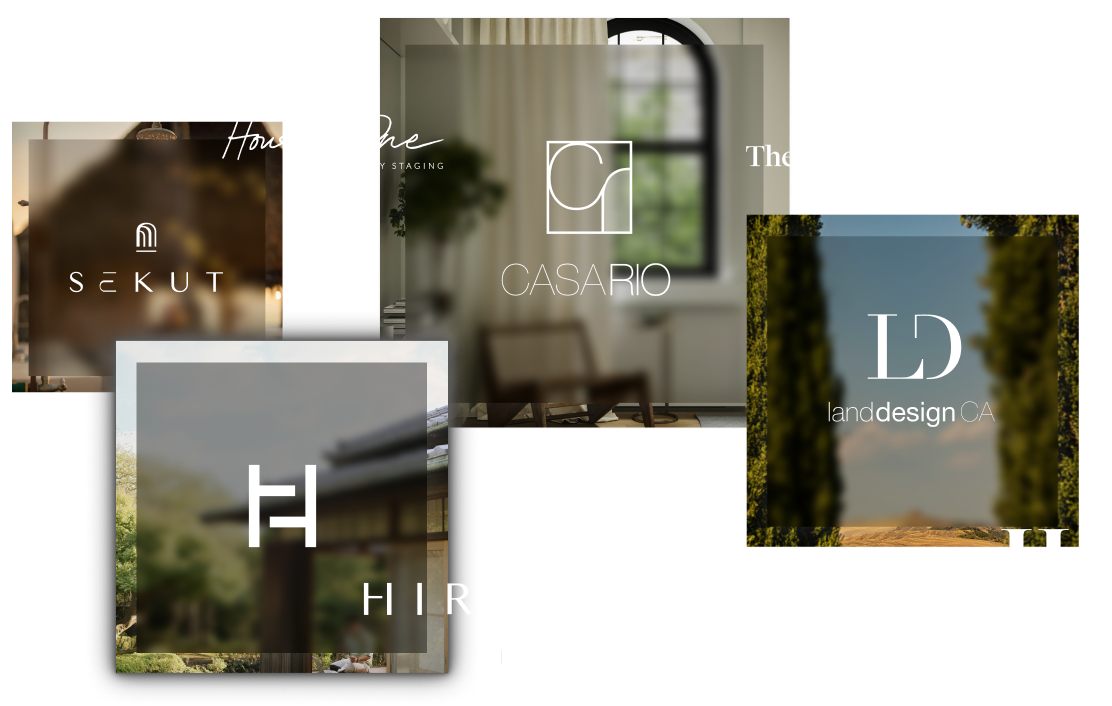 The
SEKUT
Y STAGING
CASARIO
LD
landdesign CA
H
HIR